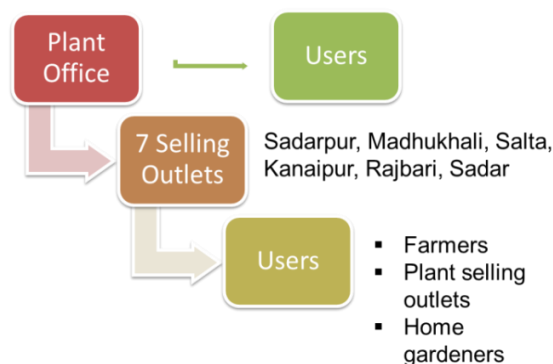 Plant
Office
Users
7 Selling
Outlets
Sadarpur, Madhukhali, Salta,
Kanaipur, Rajbari, Sadar
Users
▪ Farmers
▪ Plant selling
outlets
▪ Home
gardeners